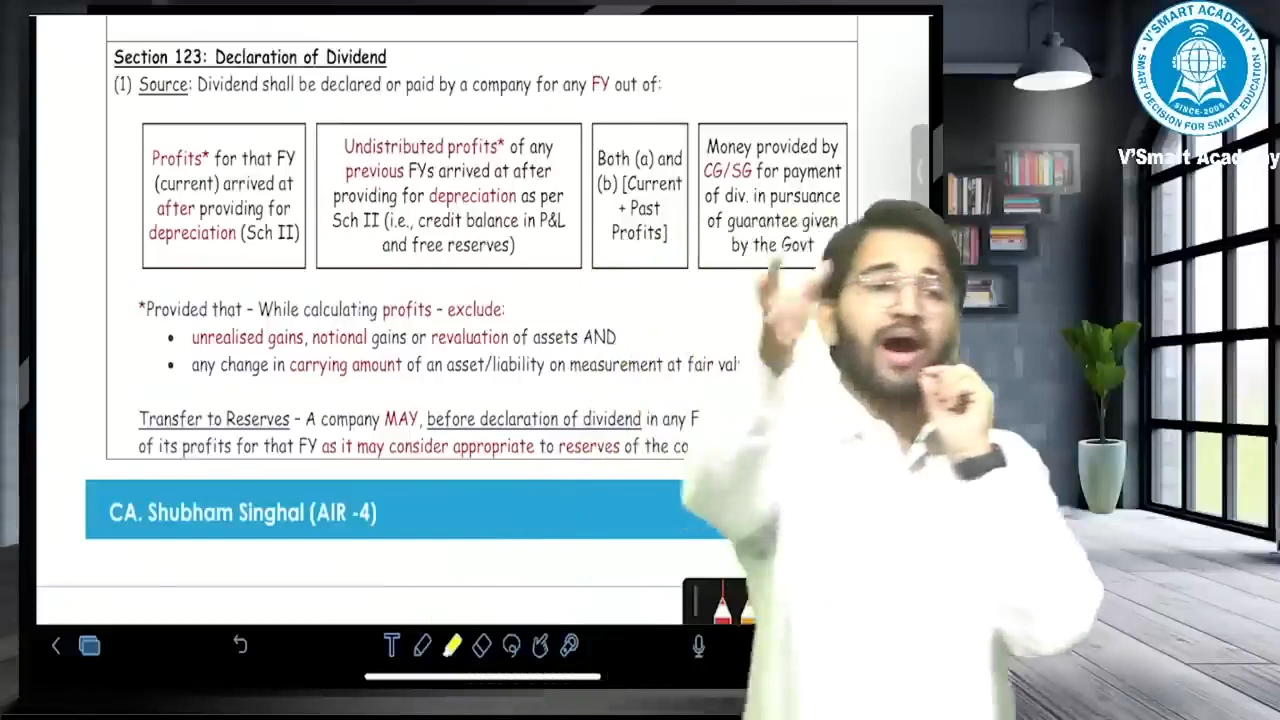 Section 123: Declaration of Dividend
(1) Source: Dividend shall be declared or paid by a company for any FY out of:
Profits* for that FY
(current) arrived at
after providing for
depreciation (Sch II)
Undistributed profits* of any
previous FYs arrived at after
providing for depreciation as per
Sch II (i.e., credit balance in P&L
and free reserves)
Both (a) and
(b) [Current
+ Past
Profits]
Money provided by
CG/SG for payment
of div. in pursuance
of guarantee given
by the Govt
*Provided that – While calculating profits – exclude:
• unrealised gains, notional gains or revaluation of assets AND
• any change in carrying amount of an asset/liability on measurement at fair
Transfer to Reserves – A company MAY, before declaration of dividend in any
of its profits for that FY as it may consider appropriate to reserves of the
CA. Shubham Singhal (AIR -4)
V'SMART ACADEMY
SINCE-2005
SMART DECISION FOR SMART EDUCATION
V'Smart Academy
T